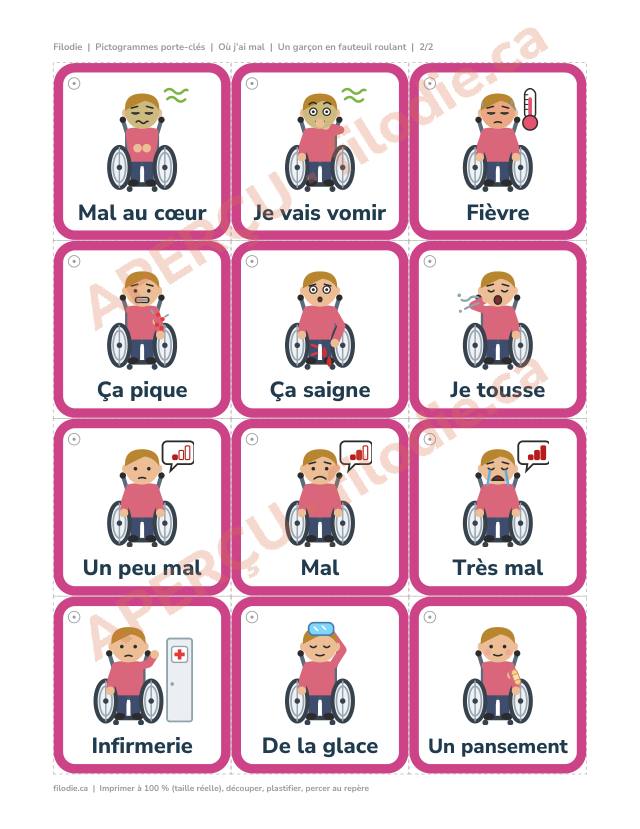 Filodie | Pictogrammes porte-clés | Où j'ai mal | Un garçon en fauteuil roulant | 2/2
Mal au cœur
Je vais vomir
Fièvre
Ça pique
Ça saigne
Je tousse
Un peu mal
Mal
Très mal
Infirmerie
De la glace
Un pansement
APERÇU - filodie.ca
APERÇU - filodie.ca
filodie.ca | Imprimer à 100 % (taille réelle), découper, plastifier, percer au repère